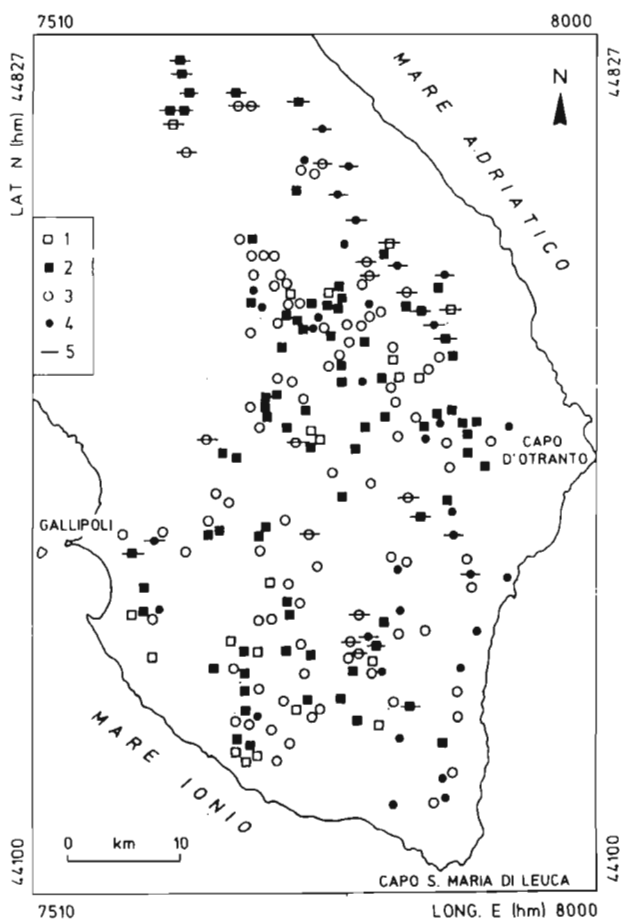 7510 8000
LAT N (hm) 44827
44827
N
MARE ADRIATICO
1
2
3
4
5
CAPO
D'OTRANTO
GALLIPOLI
MARE IONIO
0 km 10
44100
44100
CAPO S. MARIA DI LEUCA
7510 LONG. E (hm) 8000